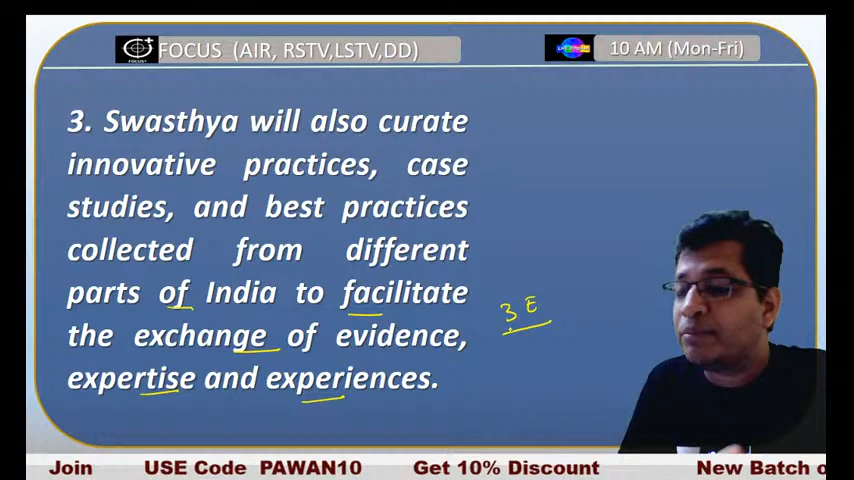 FOCUS (AIR, RSTV,LSTV,DD)
10 AM (Mon-Fri)
3. Swasthya will also curate
innovative practices, case
studies, and best practices
collected from different
parts of India to facilitate
the exchange of evidence,
expertise and experiences.
3 E
Join USE Code PAWAN10 Get 10% Discount New Batch o